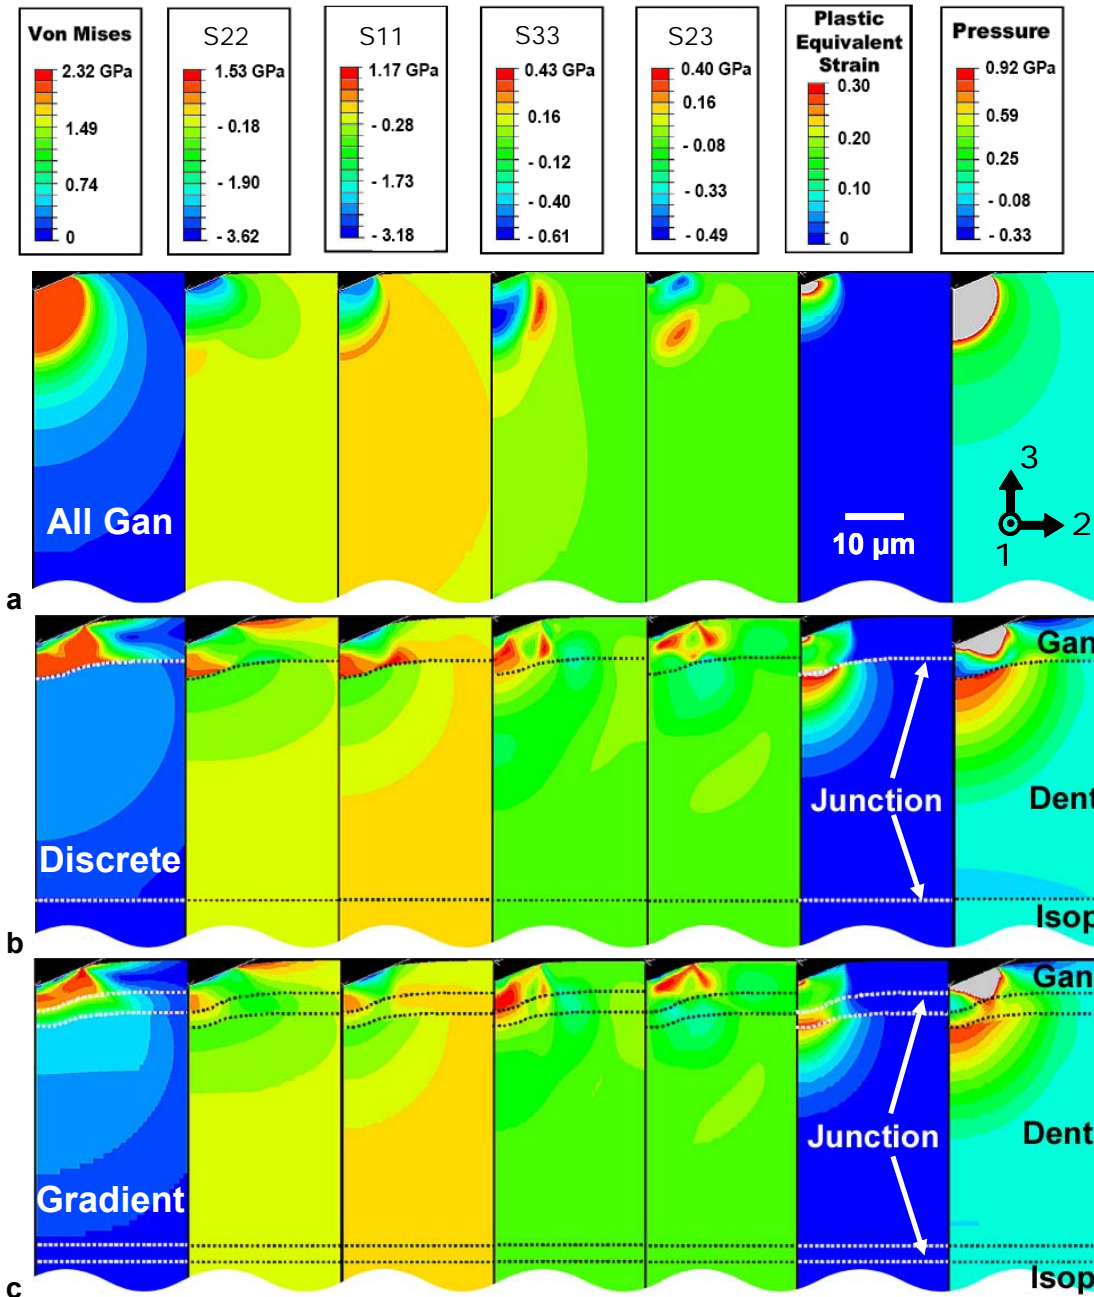 Von Mises
2.32 GPa
1.49
0.74
0
S22
1.53 GPa
- 0.18
- 1.90
- 3.62
S11
1.17 GPa
- 0.28
- 1.73
- 3.18
S33
0.43 GPa
0.16
- 0.12
- 0.40
- 0.61
S23
0.40 GPa
0.16
- 0.08
- 0.33
- 0.49
Plastic
Equivalent
Strain
0.30
0.20
0.10
0
Pressure
0.92 GPa
0.59
0.25
- 0.08
- 0.33
All Gan
10 µm
3
2
1
a
Gan
Junction
Dent
Discrete
Isop
b
Gan
Junction
Dent
Gradient
Isop
c